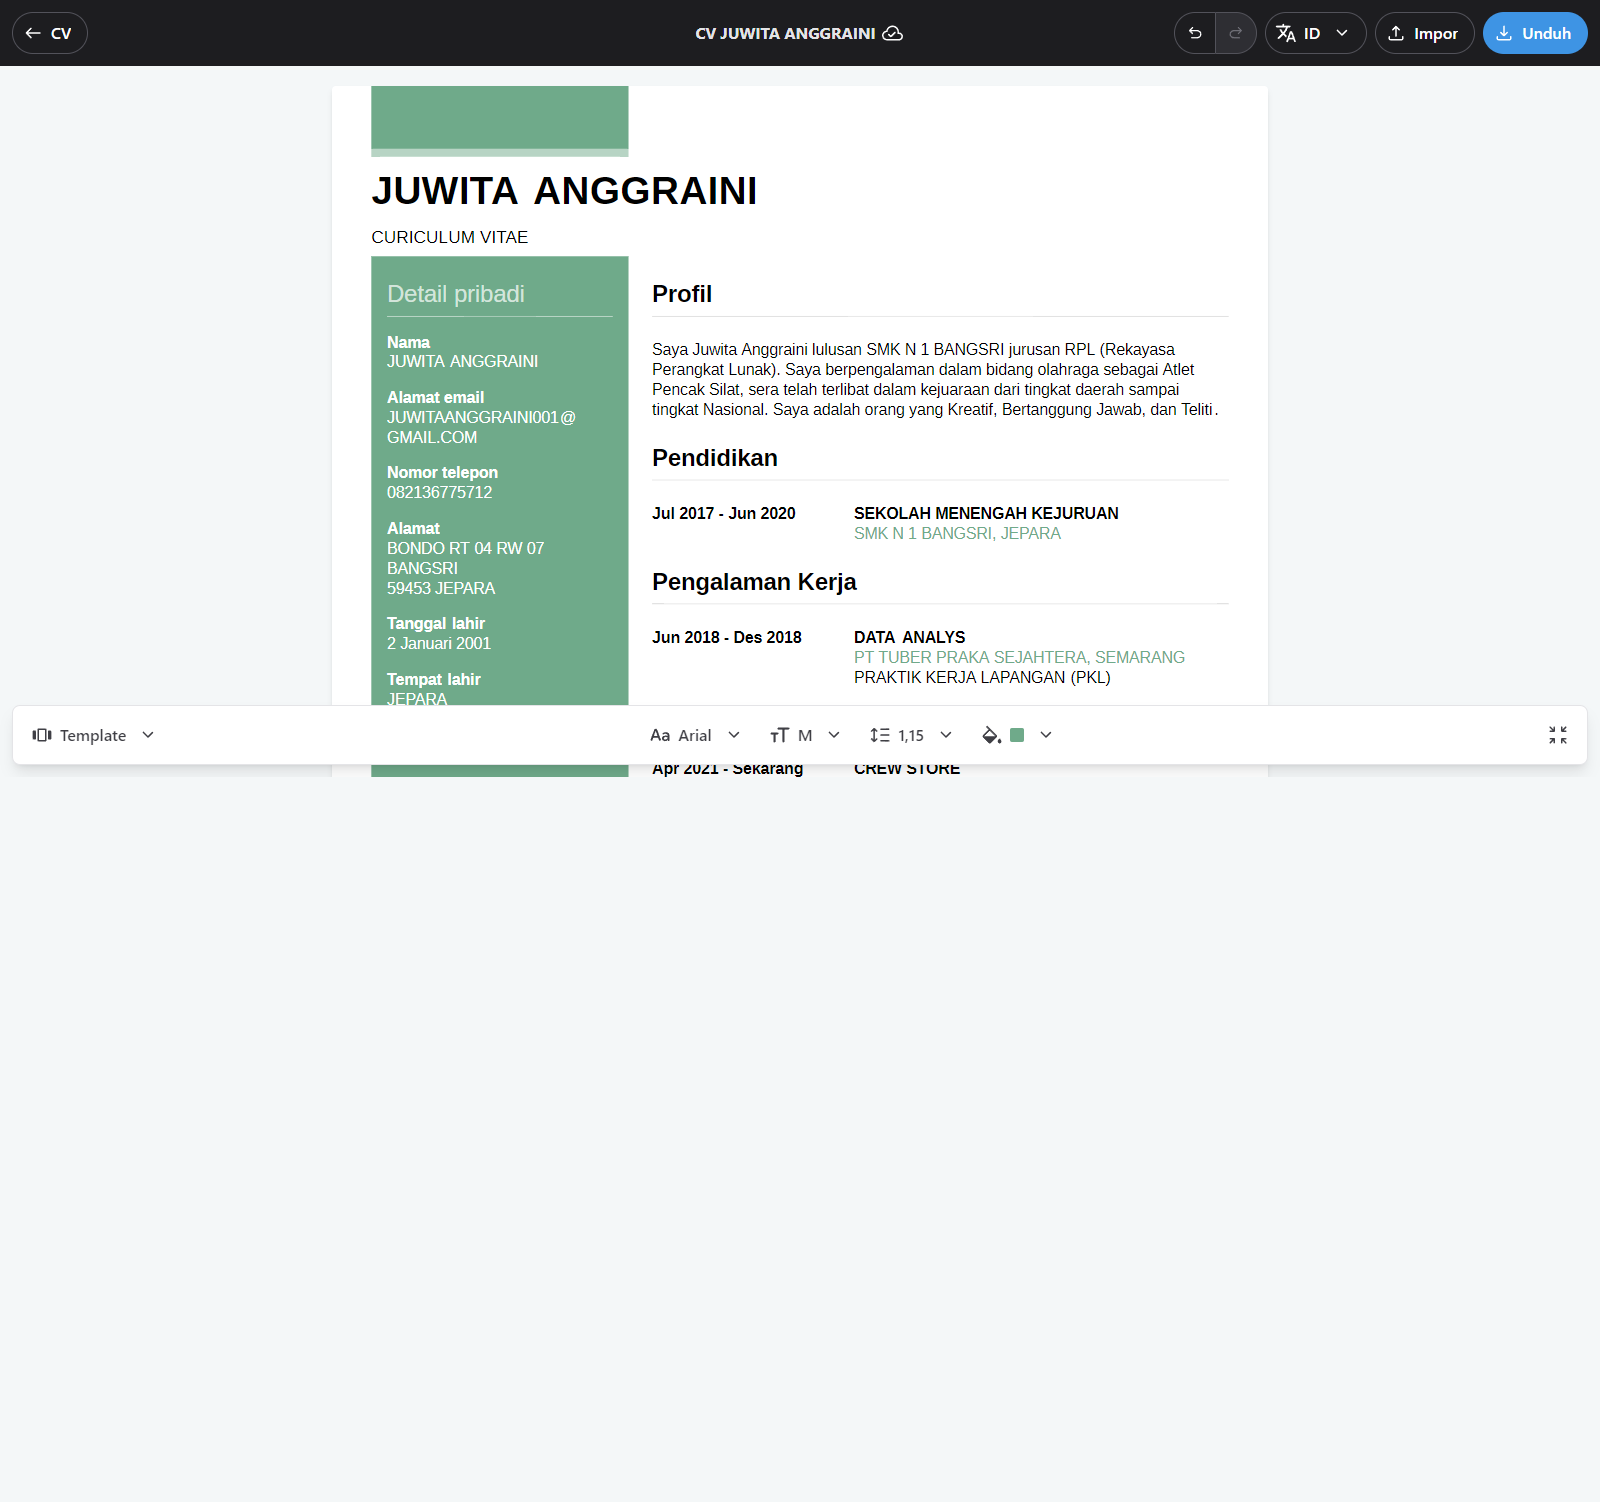 CV
CV JUWITA ANGGRAINI
ID
Impor
Unduh
JUWITA ANGGRAINI
CURICULUM VITAE
Detail pribadi
Nama
JUWITA ANGGRAINI
Alamat email
JUWITAANGGRAINI001@
GMAIL.COM
Nomor telepon
082136775712
Alamat
BONDO RT 04 RW 07
BANGSRI
59453 JEPARA
Tanggal lahir
2 Januari 2001
Tempat lahir
JEPARA
Profil
Saya Juwita Anggraini lulusan SMK N 1 BANGSRI jurusan RPL (Rekayasa
Perangkat Lunak). Saya berpengalaman dalam bidang olahraga sebagai Atlet
Pencak Silat, sera telah terlibat dalam kejuaraan dari tingkat daerah sampai
tingkat Nasional. Saya adalah orang yang Kreatif, Bertanggung Jawab, dan Teliti.
Pendidikan
Jul 2017 - Jun 2020
SEKOLAH MENENGAH KEJURUAN
SMK N 1 BANGSRI, JEPARA
Pengalaman Kerja
Jun 2018 - Des 2018
DATA ANALYS
PT TUBER PRAKA SEJAHTERA, SEMARANG
PRAKTIK KERJA LAPANGAN (PKL)
Template
Aa Arial
TT M
1,15
Apr 2021 - Sekarang
CREW STORE